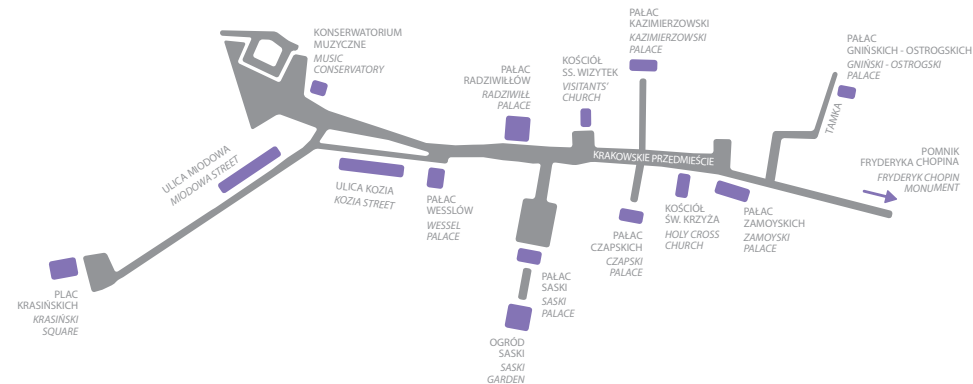 KONSERWATORIUM
MUZYCZNE
MUSIC
CONSERVATORY
PAŁAC
RADZIWIŁŁÓW
RADZIWIŁŁ
PALACE
KOŚCIÓŁ
SS. WIZYTEK
VISITANTS'
CHURCH
PAŁAC
KAZIMIERZOWSKI
KAZIMIERZOWSKI
PALACE
PAŁAC
GNIŃSKICH - OSTROGSKICH
GNIŃSKI - OSTROGSKI
PALACE
TAMKA
POMNIK
FRYDERYKA CHOPINA
FRYDERYK CHOPIN
MONUMENT
KRAKOWSKIE PRZEDMIEŚCIE
ULICA MIODOWA
MIODOWA STREET
ULICA KOZIA
KOZIA STREET
PAŁAC
WESSLÓW
WESSEL
PALACE
PAŁAC
CZAPSKICH
CZAPSKI
PALACE
KOŚCIÓŁ
ŚW. KRZYŻA
HOLY CROSS
CHURCH
PAŁAC
ZAMOYSKICH
ZAMOYSKI
PALACE
PLAC
KRASIŃSKICH
KRASIŃSKI
SQUARE
PAŁAC
SASKI
SASKI
PALACE
OGRÓD
SASKI
SASKI
GARDEN